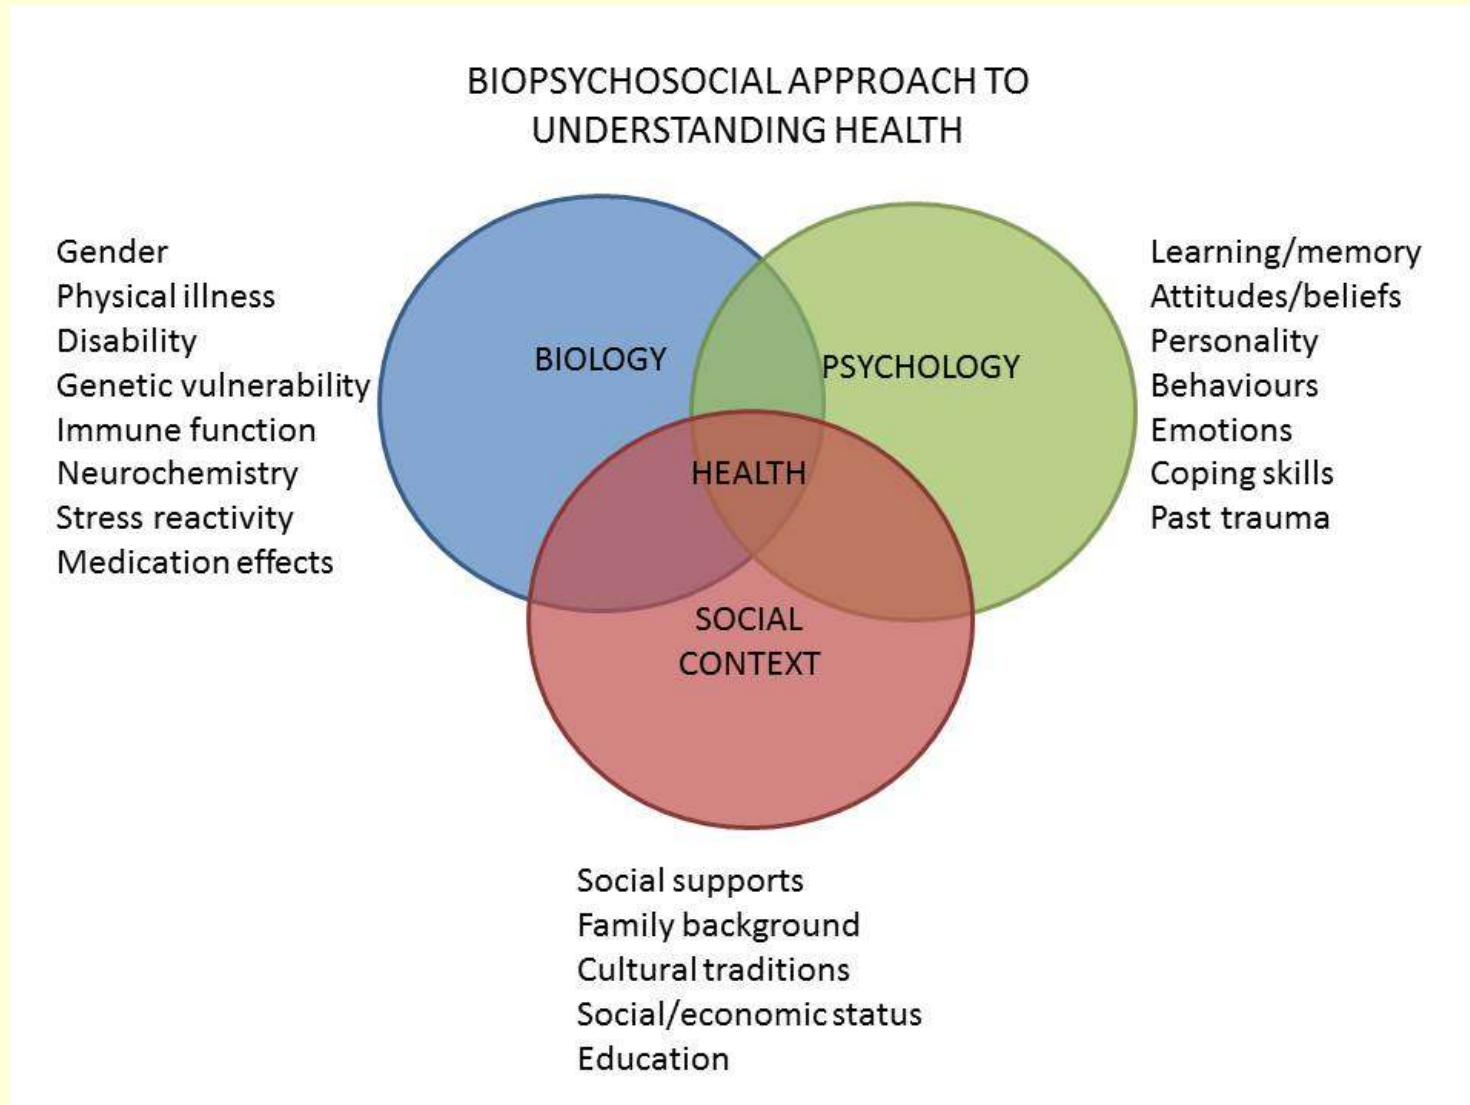 BIOPSYCHOSOCIAL APPROACH TO
UNDERSTANDING HEALTH
Gender
Physical illness
Disability
Genetic vulnerability
Immune function
Neurochemistry
Stress reactivity
Medication effects
BIOLOGY
PSYCHOLOGY
HEALTH
SOCIAL
CONTEXT
Learning/memory
Attitudes/beliefs
Personality
Behaviours
Emotions
Coping skills
Past trauma
Social supports
Family background
Cultural traditions
Social/economic status
Education